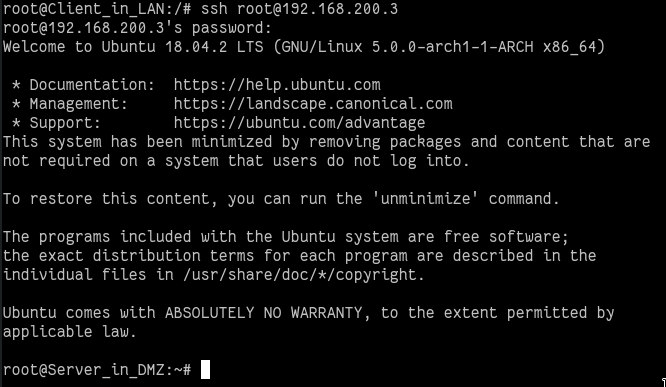 root@Client_in_LAN:/# ssh root@192.168.200.3
root@192.168.200.3's password:
Welcome to Ubuntu 18.04.2 LTS (GNU/Linux 5.0.0-arch1-1-ARCH x86_64)
* Documentation:  https://help.ubuntu.com
* Management:     https://landscape.canonical.com
* Support:        https://ubuntu.com/advantage
This system has been minimized by removing packages and content that are
not required on a system that users do not log into.
To restore this content, you can run the 'unminimize' command.
The programs included with the Ubuntu system are free software;
the exact distribution terms for each program are described in the
individual files in /usr/share/doc/*/copyright.
Ubuntu comes with ABSOLUTELY NO WARRANTY, to the extent permitted by
applicable law.
root@Server_in_DMZ:~#